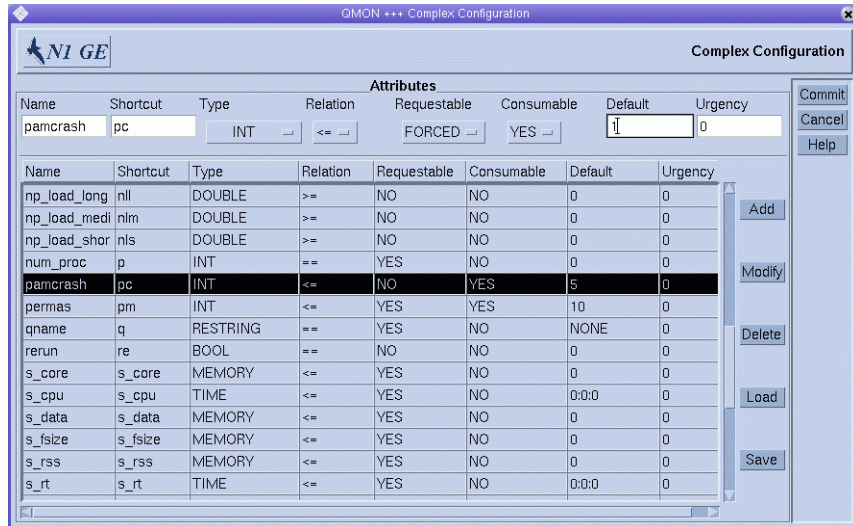 QMON +++ Complex Configuration
N1 GE
Complex Configuration
Attributes
Name Shortcut Type Relation Requestable Consumable Default Urgency
pamcrash pc INT <= FORCED YES 1 0
Commit
Cancel
Help
Name Shortcut Type Relation Requestable Consumable Default Urgency
np_load_long nll DOUBLE >= NO NO 0 0
np_load_medi nlm DOUBLE >= NO NO 0 0
np_load_shor nls DOUBLE >= NO NO 0 0
num_proc p INT == YES NO 0 0
pamcrash pc INT <= NO YES 5 0
permas pm INT <= YES YES 10 0
qname q RESTRING == YES NO NONE 0
rerun re BOOL == NO NO 0 0
s_core s_core MEMORY <= YES NO 0 0
s_cpu s_cpu TIME <= YES NO 0:0:0 0
s_data s_data MEMORY <= YES NO 0 0
s_fsize s_fsize MEMORY <= YES NO 0 0
s_rss s_rss MEMORY <= YES NO 0 0
s_rt s_rt TIME <= YES NO 0:0:0 0
Add
Modify
Delete
Load
Save